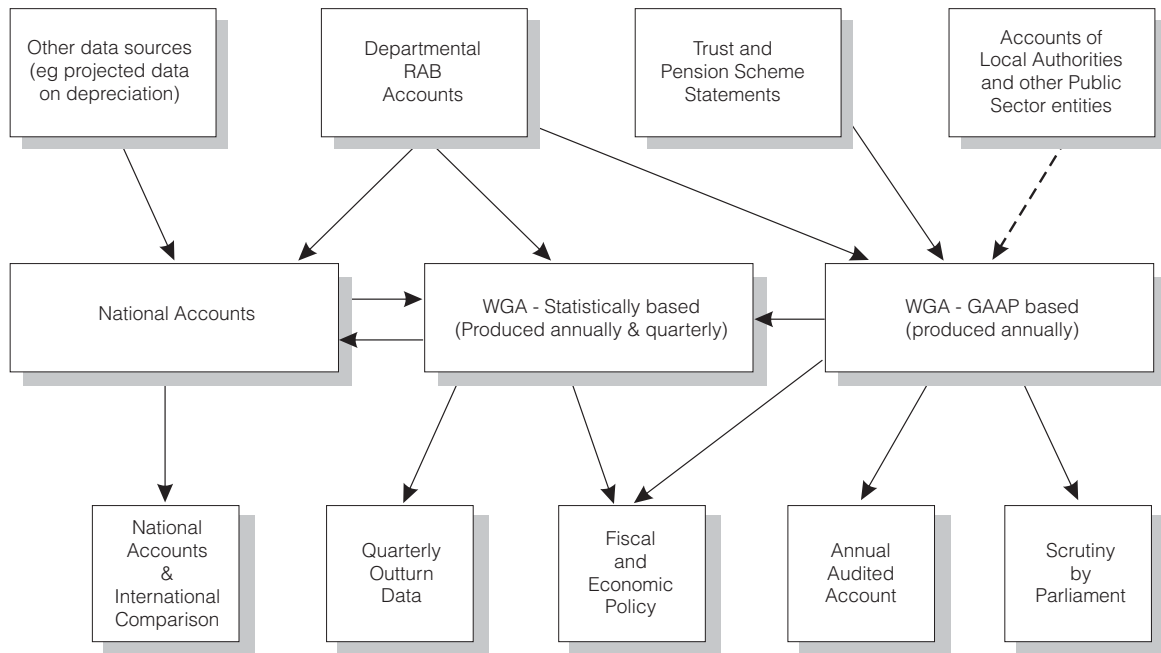 Other data sources
(eg projected data
on depreciation)
Departmental
RAB
Accounts
Trust and
Pension Scheme
Statements
Accounts of
Local Authorities
and other Public
Sector entities
National Accounts
WGA - Statistically based
(Produced annually & quarterly)
WGA - GAAP based
(produced annually)
National
Accounts
&
International
Comparison
Quarterly
Outturn
Data
Fiscal
and
Economic
Policy
Annual
Audited
Account
Scrutiny
by
Parliament